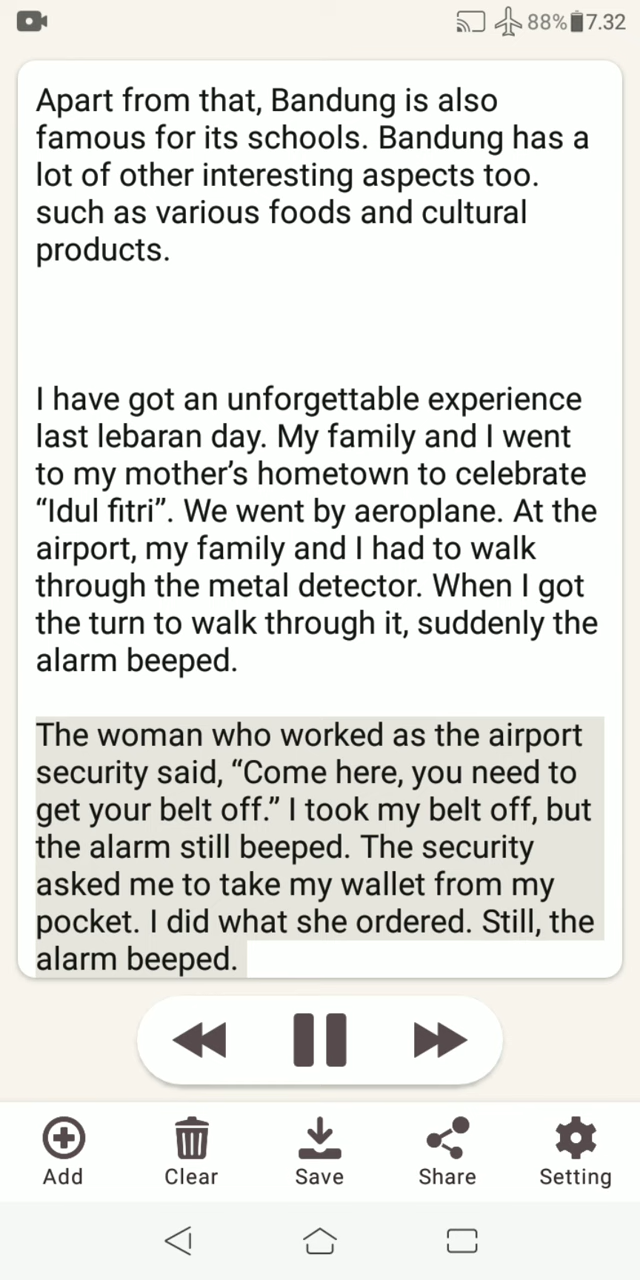 88% 7.32
Apart from that, Bandung is also
famous for its schools. Bandung has a
lot of other interesting aspects too.
such as various foods and cultural
products.
I have got an unforgettable experience
last lebaran day. My family and I went
to my mother’s hometown to celebrate
“Idul fitri”. We went by aeroplane. At the
airport, my family and I had to walk
through the metal detector. When I got
the turn to walk through it, suddenly the
alarm beeped.
The woman who worked as the airport
security said, “Come here, you need to
get your belt off.” I took my belt off, but
the alarm still beeped. The security
asked me to take my wallet from my
pocket. I did what she ordered. Still, the
alarm beeped.
Add Clear Save Share Setting